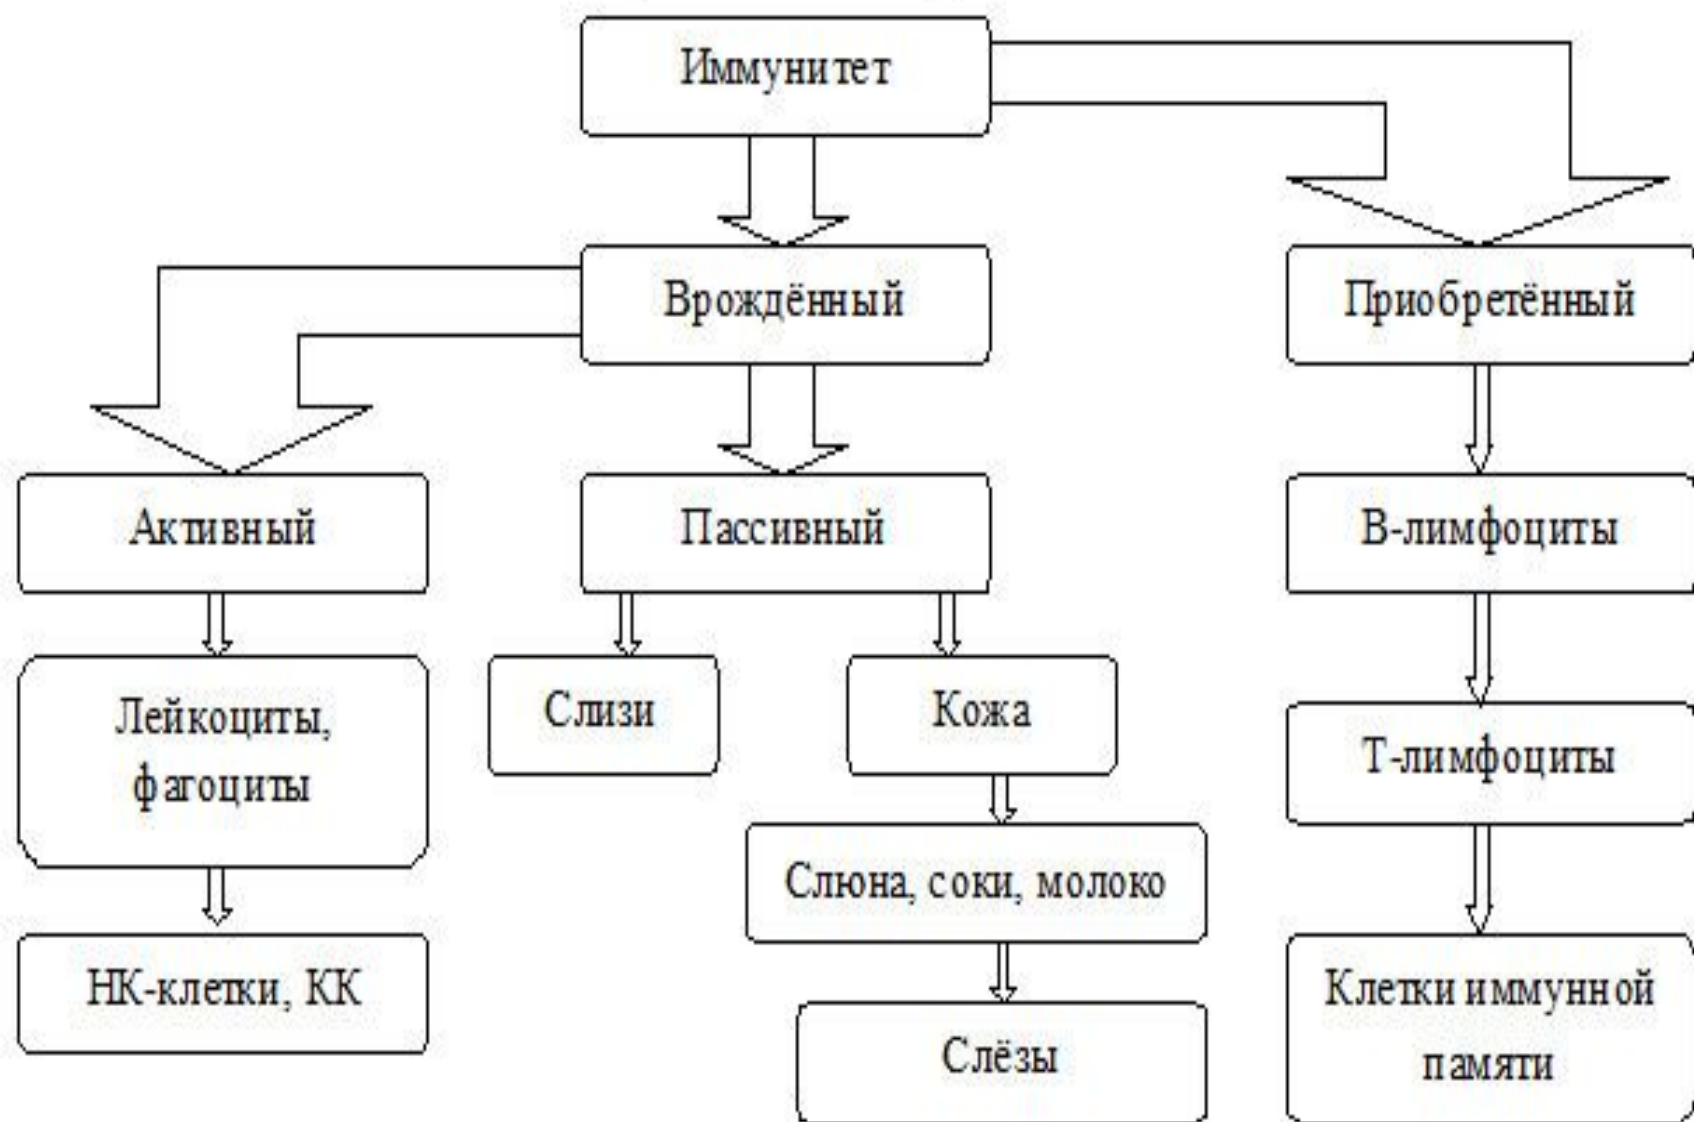 Иммунитет
Врождённый
Приобретённый
Активный
Пассивный
В-лимфоциты
Лейкоциты,
фагоциты
Слизи
Кожа
Т-лимфоциты
Слюна, соки, молоко
НК-клетки, КК
Слёзы
Клетки иммунной
памяти